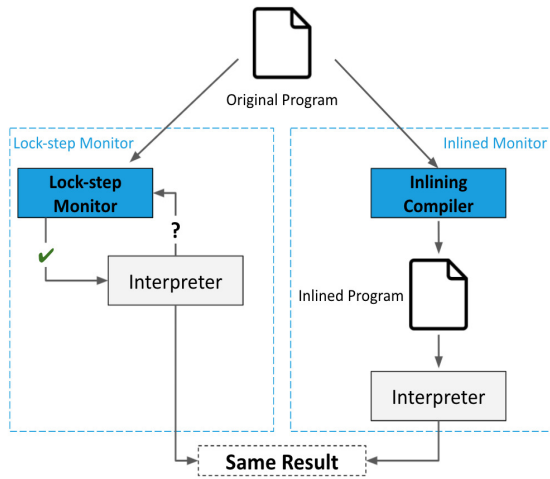 Original Program
Lock-step Monitor
Lock-step
Monitor
?
Interpreter
Inlined Monitor
Inlining
Compiler
Inlined Program
Interpreter
Same Result